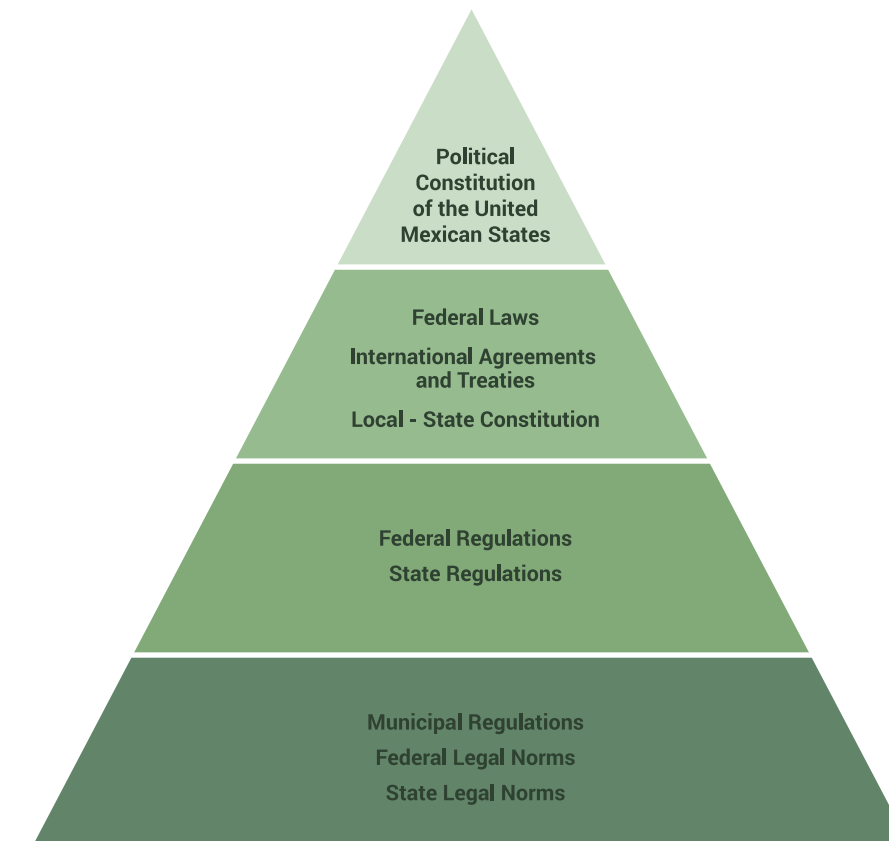 Political
Constitution
of the United
Mexican States
Federal Laws
International Agreements
and Treaties
Local - State Constitution
Federal Regulations
State Regulations
Municipal Regulations
Federal Legal Norms
State Legal Norms